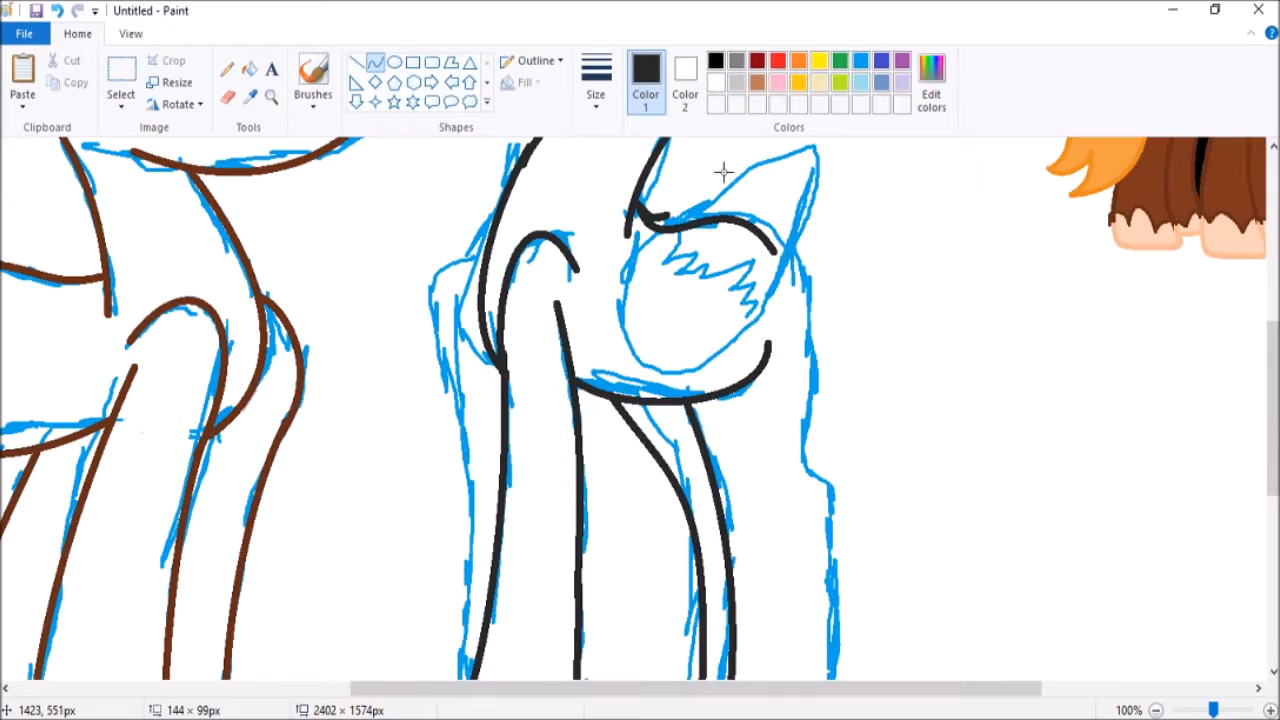 Untitled - Paint
File Home View
Paste
Cut
Copy
Clipboard
Select
Crop
Resize
Rotate
Image
A
Tools
Brushes
Outline
Fill
Shapes
Size
Color 1
Color 2
Edit colors
Colors
1423, 551px
144 × 99px
2402 × 1574px
100%